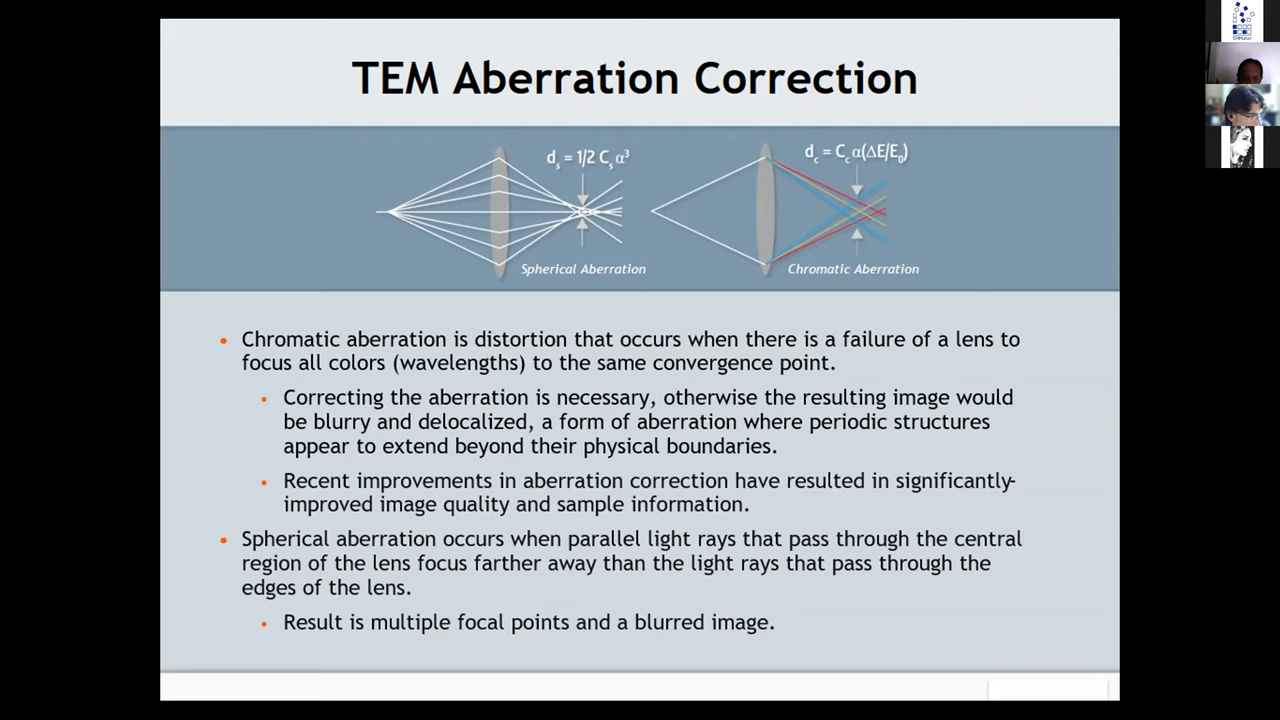 TEM Aberration Correction
dₛ = 1/2 Cₛ α³
d꜀ = C꜀ α(ΔE/E₀)
Spherical Aberration
Chromatic Aberration
• Chromatic aberration is distortion that occurs when there is a failure of a lens to
focus all colors (wavelengths) to the same convergence point.
• Correcting the aberration is necessary, otherwise the resulting image would
be blurry and delocalized, a form of aberration where periodic structures
appear to extend beyond their physical boundaries.
• Recent improvements in aberration correction have resulted in significantly-
improved image quality and sample information.
• Spherical aberration occurs when parallel light rays that pass through the central
region of the lens focus farther away than the light rays that pass through the
edges of the lens.
• Result is multiple focal points and a blurred image.